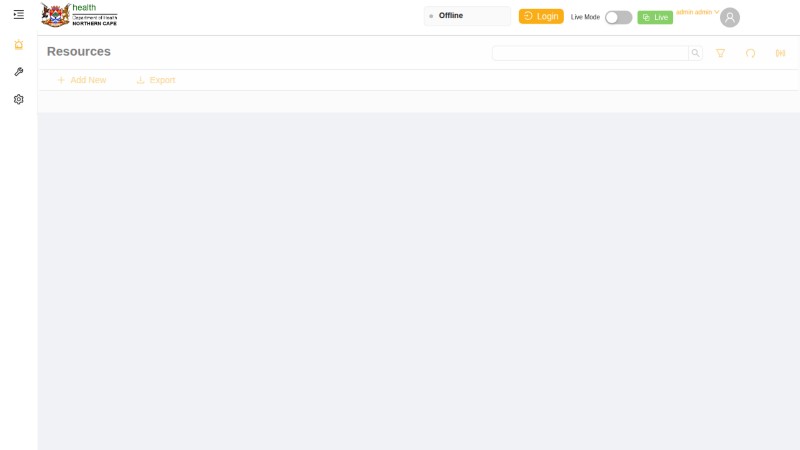 health
Department of Health
NORTHERN CAPE
Offline
Login
Live Mode
Live
admin admin
Resources
Add New
Export